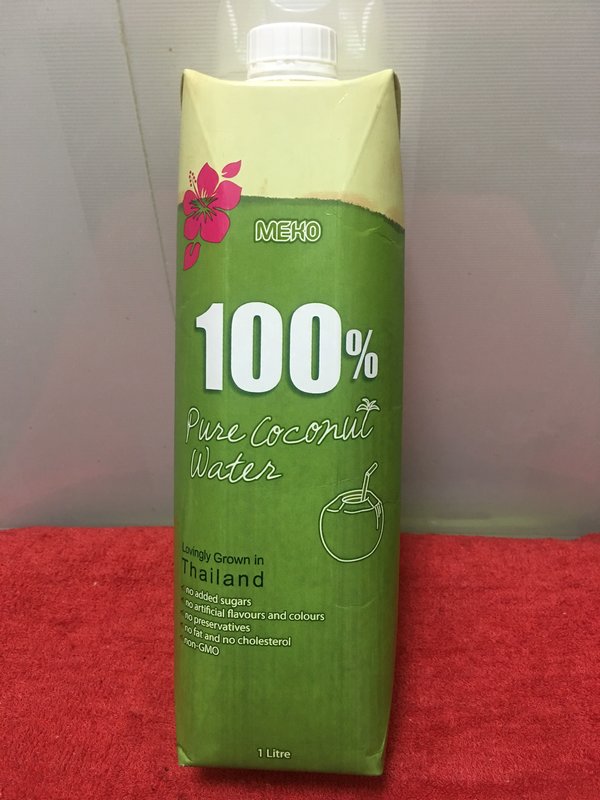 MEKO
100%
Pure Coconut
Water
Lovingly Grown in
Thailand
no added sugars
no artificial flavours and colours
no preservatives
no fat and no cholesterol
non-GMO
1 Litre